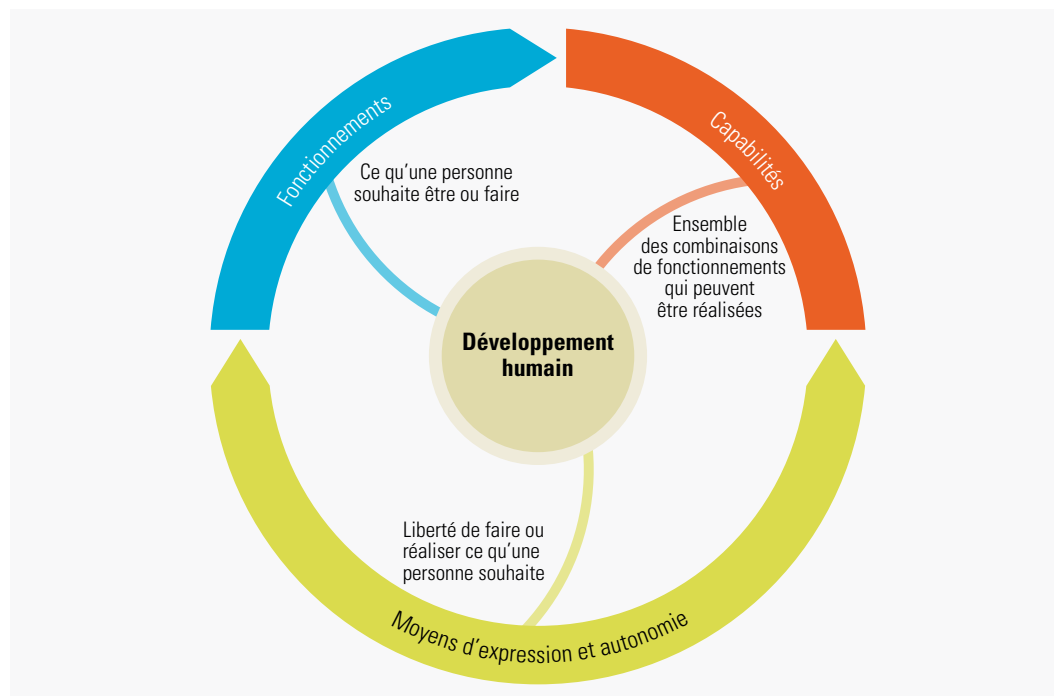 Fonctionnements
Ce qu’une personne
souhaite être ou faire
Capabilités
Ensemble
des combinaisons
de fonctionnements
qui peuvent
être réalisées
Développement
humain
Liberté de faire ou
réaliser ce qu’une
personne souhaite
Moyens d’expression et autonomie